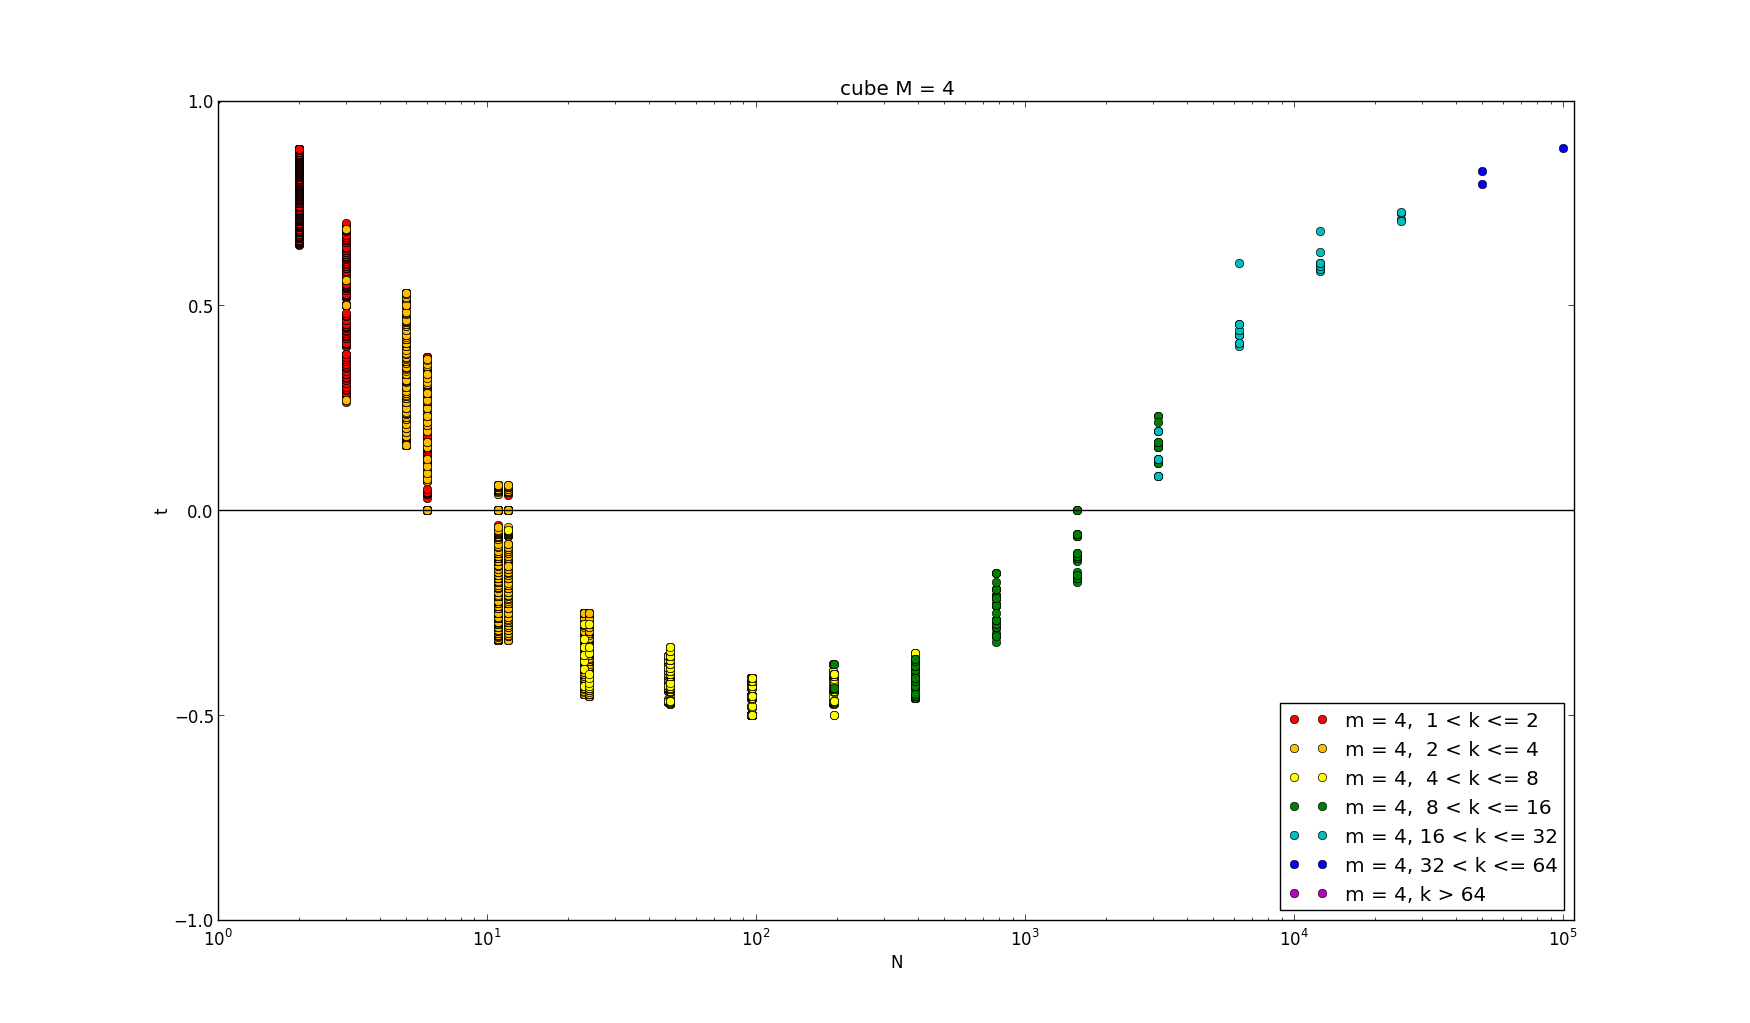 cube M = 4
1.0
0.5
0.0
−0.5
−1.0
t
10^0 10^1 10^2 10^3 10^4 10^5
N
m = 4,  1 < k <= 2
m = 4,  2 < k <= 4
m = 4,  4 < k <= 8
m = 4,  8 < k <= 16
m = 4, 16 < k <= 32
m = 4, 32 < k <= 64
m = 4, k > 64